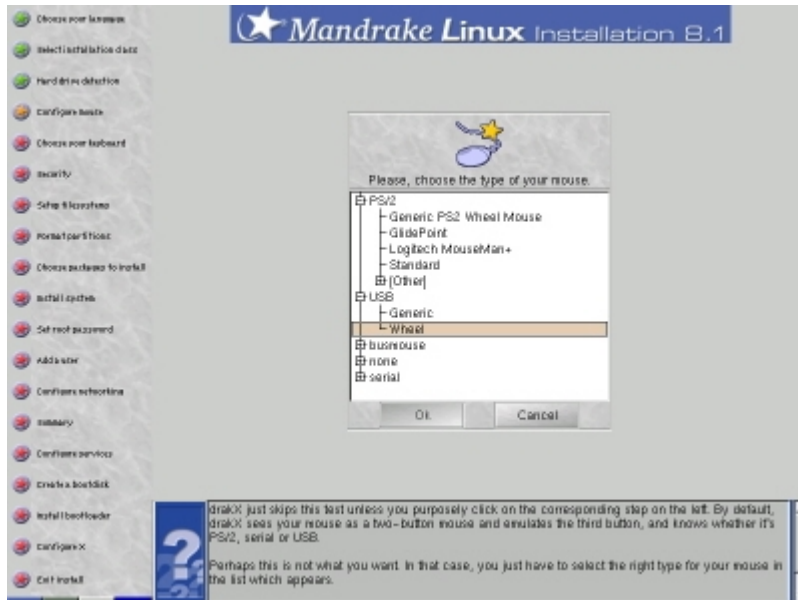 Mandrake Linux Installation 8.1
Choose your language
Select installation class
Hard drive detection
Configure mouse
Choose your keyboard
Security
Setup filesystems
Format partitions
Choose packages to install
Install system
Set root password
Add a user
Configure networking
Summary
Configure services
Create a bootdisk
Install bootloader
Configure X
Exit install
Please, choose the type of your mouse.
PS/2
Generic PS2 Wheel Mouse
GlidePoint
Logitech MouseMan+
Standard
[Other]
USB
Generic
Wheel
busmouse
none
serial
Ok
Cancel
?
drakX just skips this test unless you purposely click on the corresponding step on the left. By default,
drakX sees your mouse as a two-button mouse and emulates the third button, and knows whether it's
PS/2, serial or USB.
Perhaps this is not what you want. In that case, you just have to select the right type for your mouse in
the list which appears.